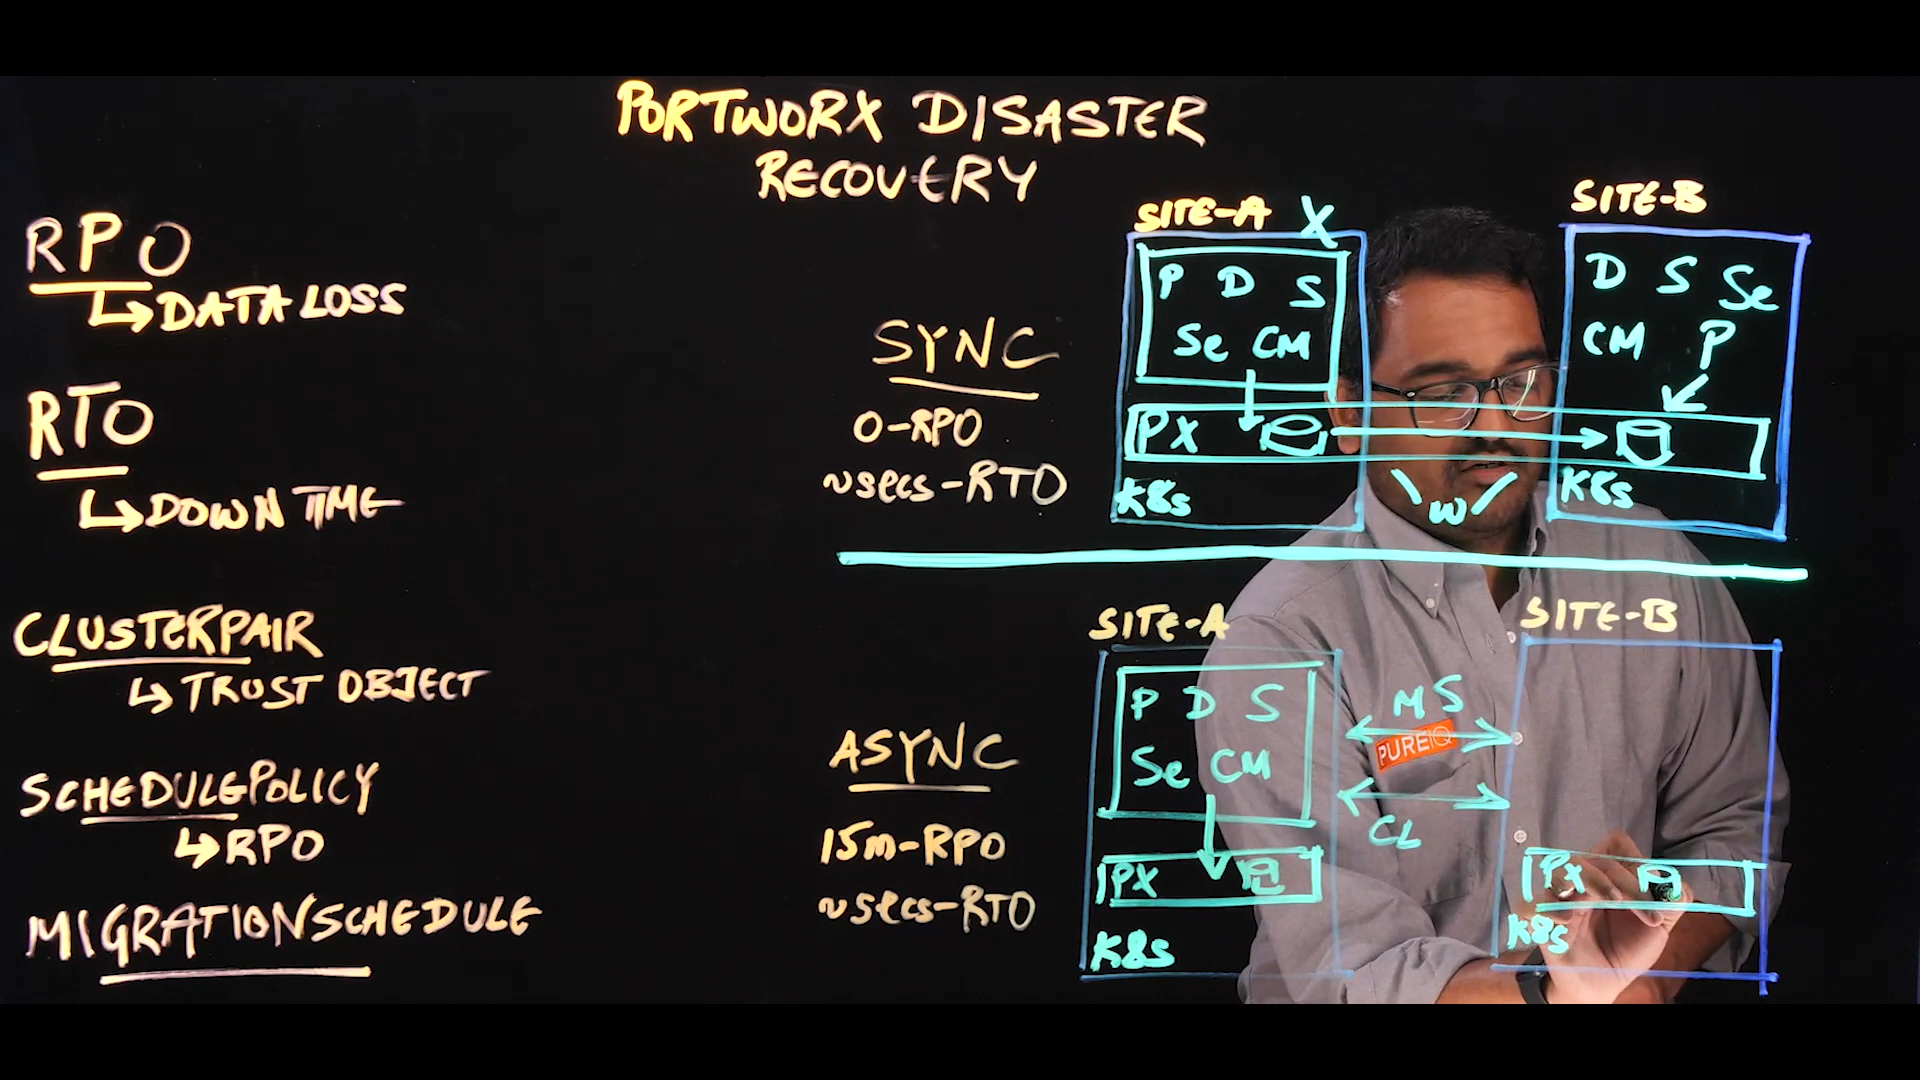 PORTWORX DISASTER
RECOVERY
RPO
↳DATA LOSS
RTO
↳DOWN TIME
CLUSTERPAIR
↳TRUST OBJECT
SCHEDULEPOLICY
↳RPO
MIGRATIONSCHEDULE
SYNC
0-RPO
~secs-RTO
SITE-A X
P D S
Se CM
PX
K8s
W
SITE-B
D S Se
CM P
K8s
ASYNC
15m-RPO
~secs-RTO
SITE-A
P D S
Se CM
PX
K8s
MS
PUREIQ
CL
SITE-B
Px
K8s